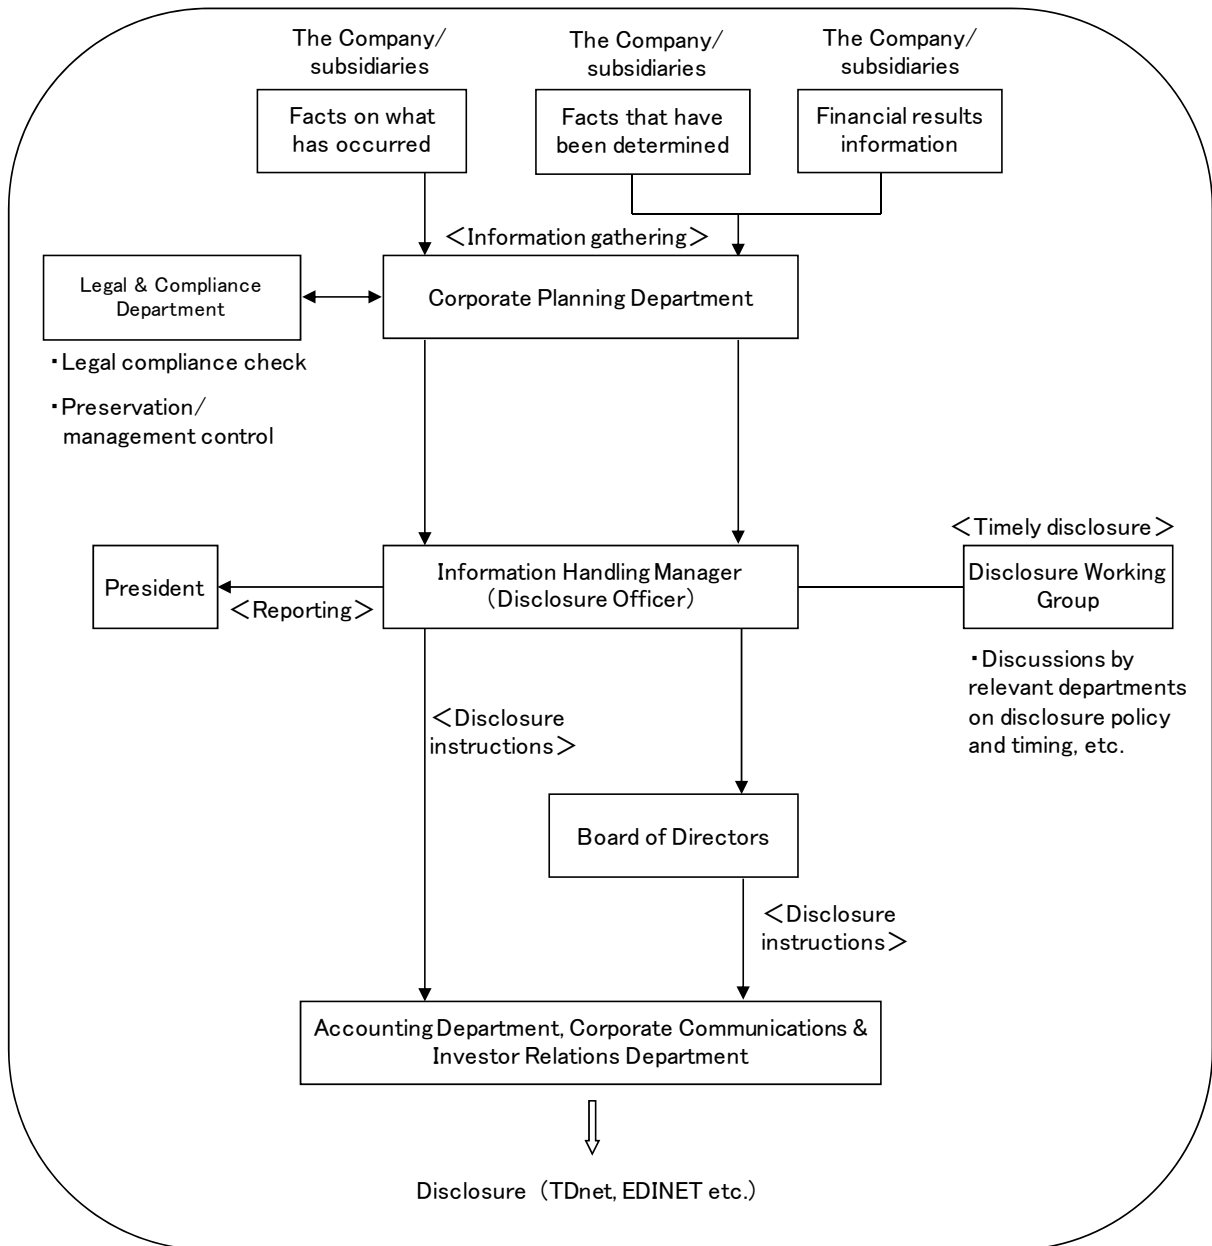 The Company/
subsidiaries
The Company/
subsidiaries
The Company/
subsidiaries
Facts on what
has occurred
Facts that have
been determined
Financial results
information
＜Information gathering＞
Legal & Compliance
Department
Corporate Planning Department
・Legal compliance check
・Preservation/
management control
＜Timely disclosure＞
President
＜Reporting＞
Information Handling Manager
（Disclosure Officer）
Disclosure Working
Group
・Discussions by
relevant departments
on disclosure policy
and timing, etc.
＜Disclosure
instructions＞
Board of Directors
＜Disclosure
instructions＞
Accounting Department, Corporate Communications &
Investor Relations Department
Disclosure（TDnet, EDINET etc.）